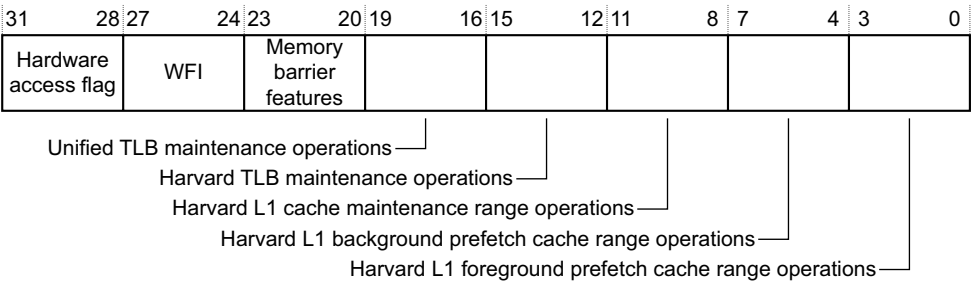 31 28 27 24 23 20 19 16 15 12 11 8 7 4 3 0
Hardware
access flag
WFI
Memory
barrier
features
Unified TLB maintenance operations
Harvard TLB maintenance operations
Harvard L1 cache maintenance range operations
Harvard L1 background prefetch cache range operations
Harvard L1 foreground prefetch cache range operations